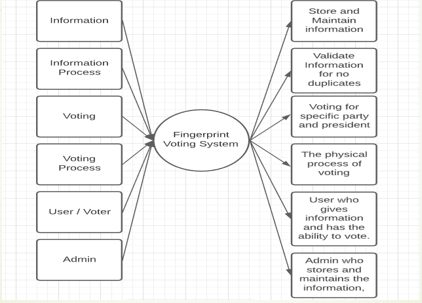 Information
Information
Process
Voting
Voting
Process
User / Voter
Admin
Fingerprint
Voting System
Store and
Maintain
information
Validate
Information
for no
duplicates
Voting for
specific party
and president
The physical
process of
voting
User who
gives
information
and has the
ability to vote.
Admin who
stores and
maintains the
information,